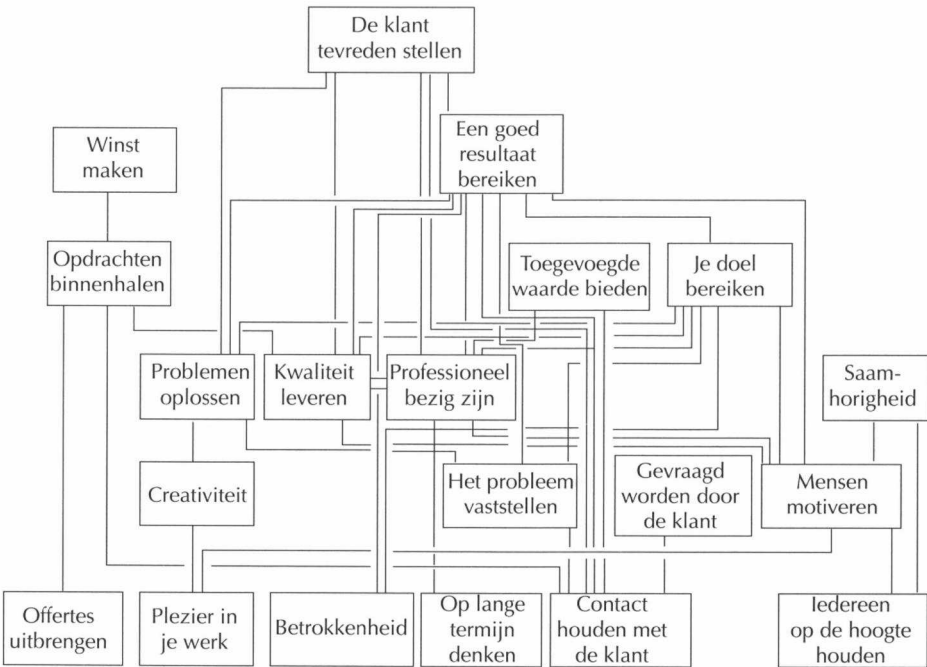 De klant
tevreden stellen
Een goed
resultaat
bereiken
Winst
maken
Opdrachten
binnenhalen
Toegevoegde
waarde bieden
Je doel
bereiken
Problemen
oplossen
Kwaliteit
leveren
Professioneel
bezig zijn
Saam-
horigheid
Creativiteit
Het probleem
vaststellen
Gevraagd
worden door
de klant
Mensen
motiveren
Offertes
uitbrengen
Plezier in
je werk
Betrokkenheid
Op lange
termijn
denken
Contact
houden met
de klant
Iedereen
op de hoogte
houden